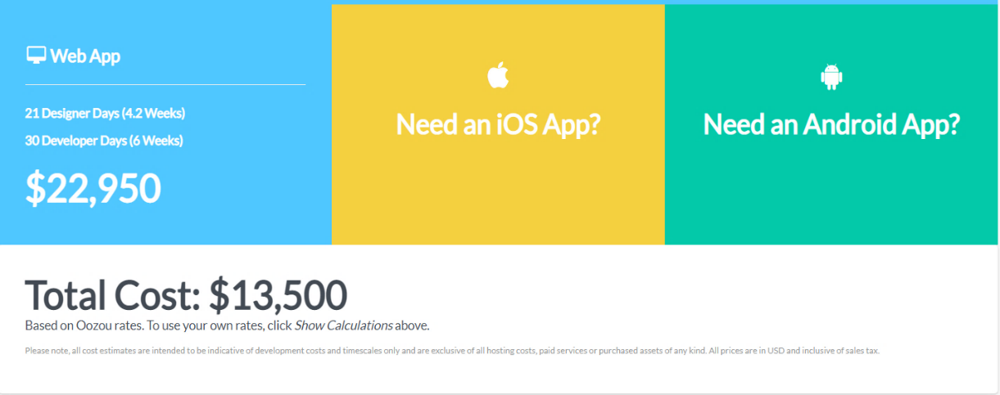 Web App
21 Designer Days (4.2 Weeks)
30 Developer Days (6 Weeks)
$22,950
Need an iOS App?
Need an Android App?
Total Cost: $13,500
Based on Oozou rates. To use your own rates, click Show Calculations above.
Please note, all cost estimates are intended to be indicative of development costs and timescales only and are exclusive of all hosting costs, paid services or purchased assets of any kind. All prices are in USD and inclusive of sales tax.